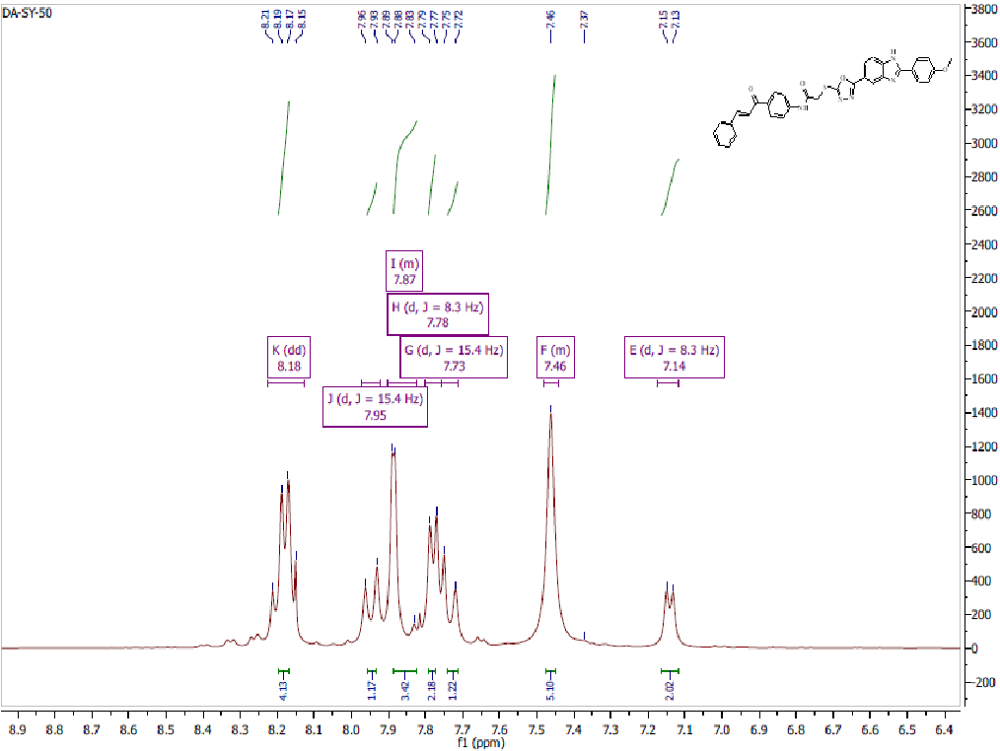 DA-SY-50
8.21
8.19
8.17
8.15
7.96
7.93
7.89
7.88
7.83
7.79
7.77
7.75
7.72
7.46
7.37
7.15
7.13
3800
3600
3400
3200
3000
2800
2600
2400
2200
2000
1800
1600
1400
1200
1000
800
600
400
200
0
-200
O
NH
O
S
N
N
O
H
N
N
O
I (m)
7.87
H (d, J = 8.3 Hz)
7.78
K (dd)
8.18
G (d, J = 15.4 Hz)
7.73
F (m)
7.46
E (d, J = 8.3 Hz)
7.14
J (d, J = 15.4 Hz)
7.95
4.13
1.17
3.42
2.18
1.22
5.10
2.02
8.9 8.8 8.7 8.6 8.5 8.4 8.3 8.2 8.1 8.0 7.9 7.8 7.7 7.6 7.5 7.4 7.3 7.2 7.1 7.0 6.9 6.8 6.7 6.6 6.5 6.4
f1 (ppm)